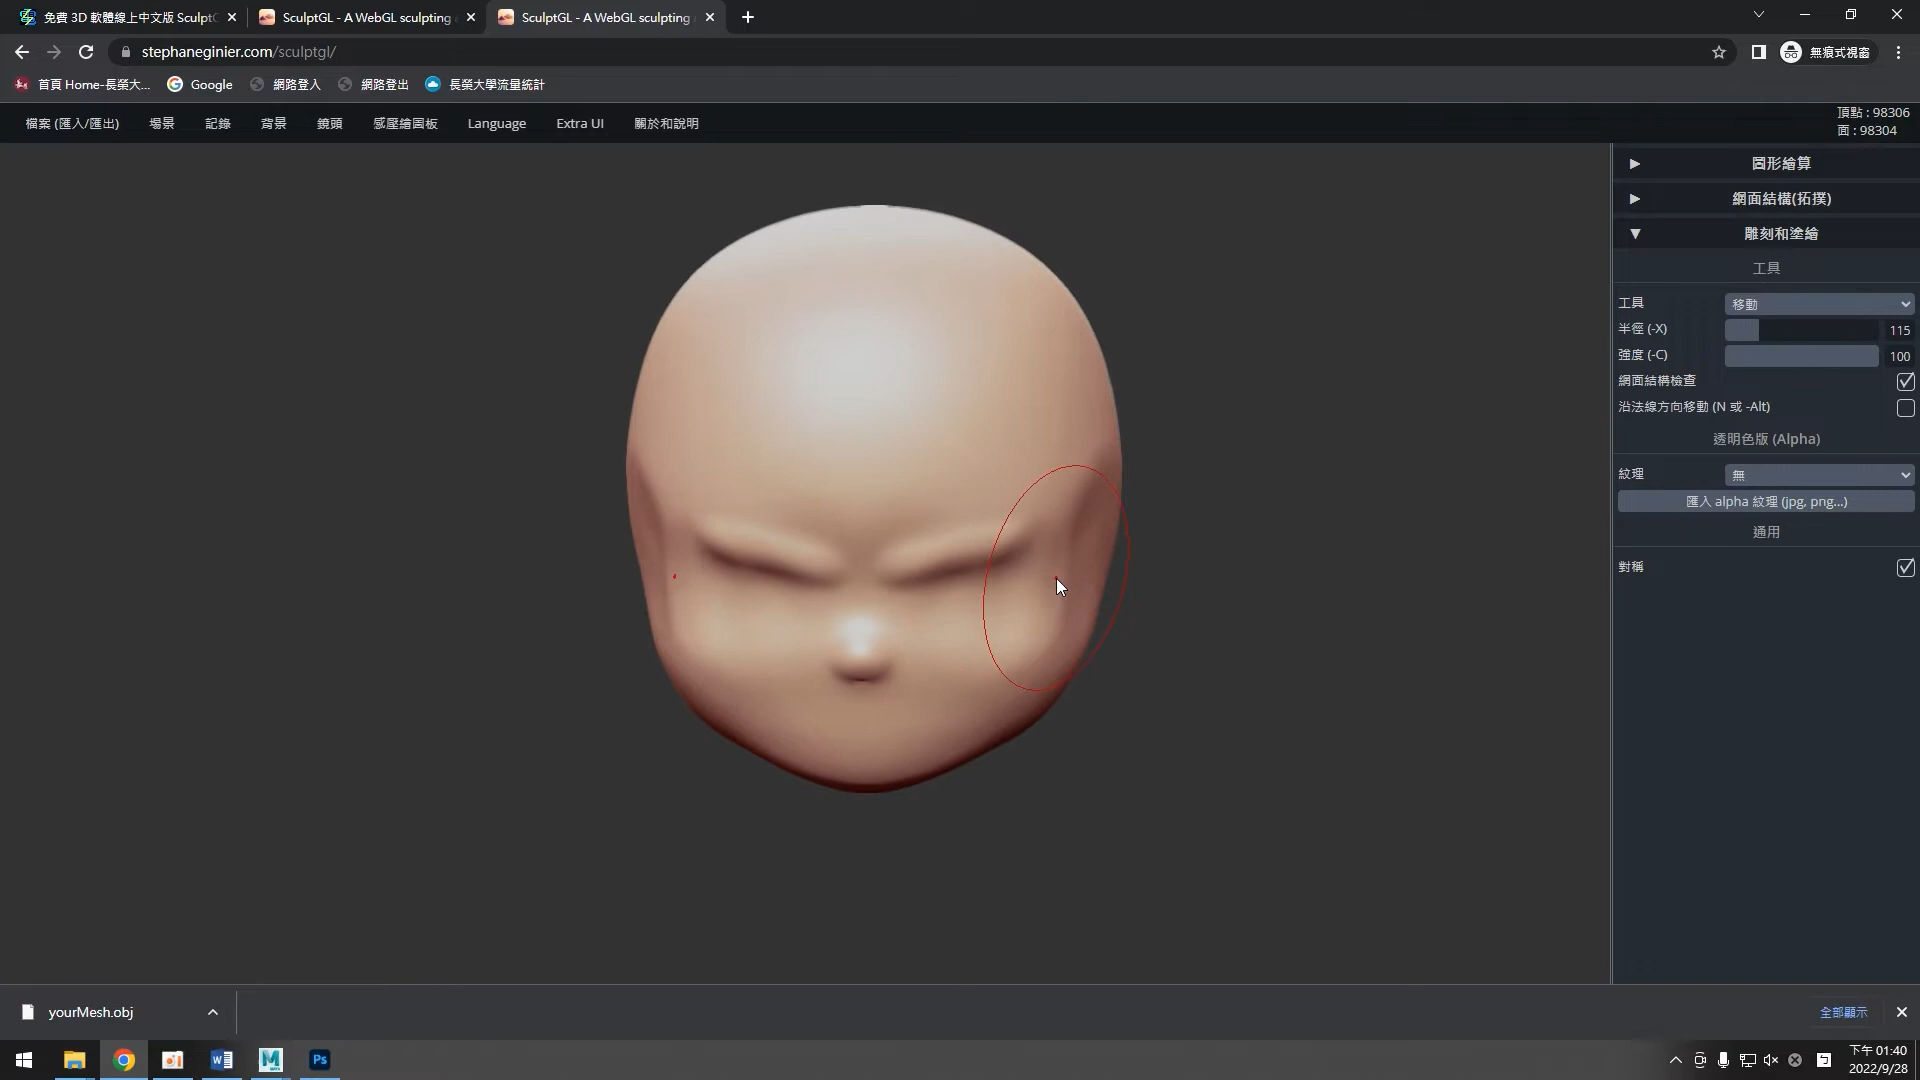 免費 3D 軟體線上中文版 Sculpt
SculptGL - A WebGL sculpting
SculptGL - A WebGL sculpting
stephaneginier.com/sculptgl/
無痕式視窗
首頁 Home-長榮大...
Google
網路登入
網路登出
長榮大學流量統計
檔案 (匯入/匯出)
場景
記錄
背景
鏡頭
感壓繪圖板
Language
Extra UI
關於和說明
頂點 : 98306
面 : 98304
圖形繪算
網面結構(拓撲)
雕刻和塗繪
工具
工具
移動
半徑 (-X)
115
強度 (-C)
100
網面結構檢查
沿法線方向移動 (N 或 -Alt)
透明色版 (Alpha)
紋理
無
匯入 alpha 紋理 (jpg, png...)
通用
對稱
yourMesh.obj
全部顯示
Ps
下午 01:40
2022/9/28